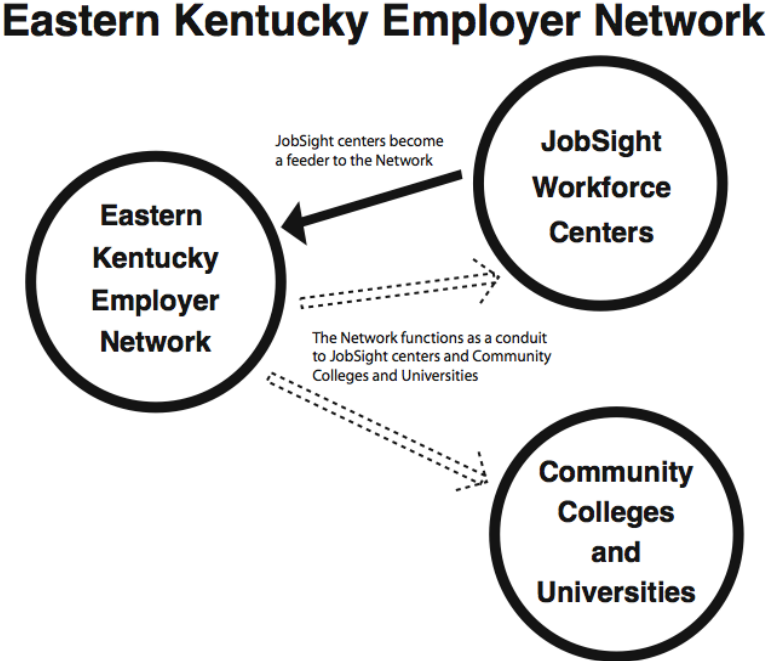 Eastern Kentucky Employer Network
JobSight centers become
a feeder to the Network
JobSight
Workforce
Centers
Eastern
Kentucky
Employer
Network
The Network functions as a conduit
to JobSight centers and Community
Colleges and Universities
Community
Colleges
and
Universities